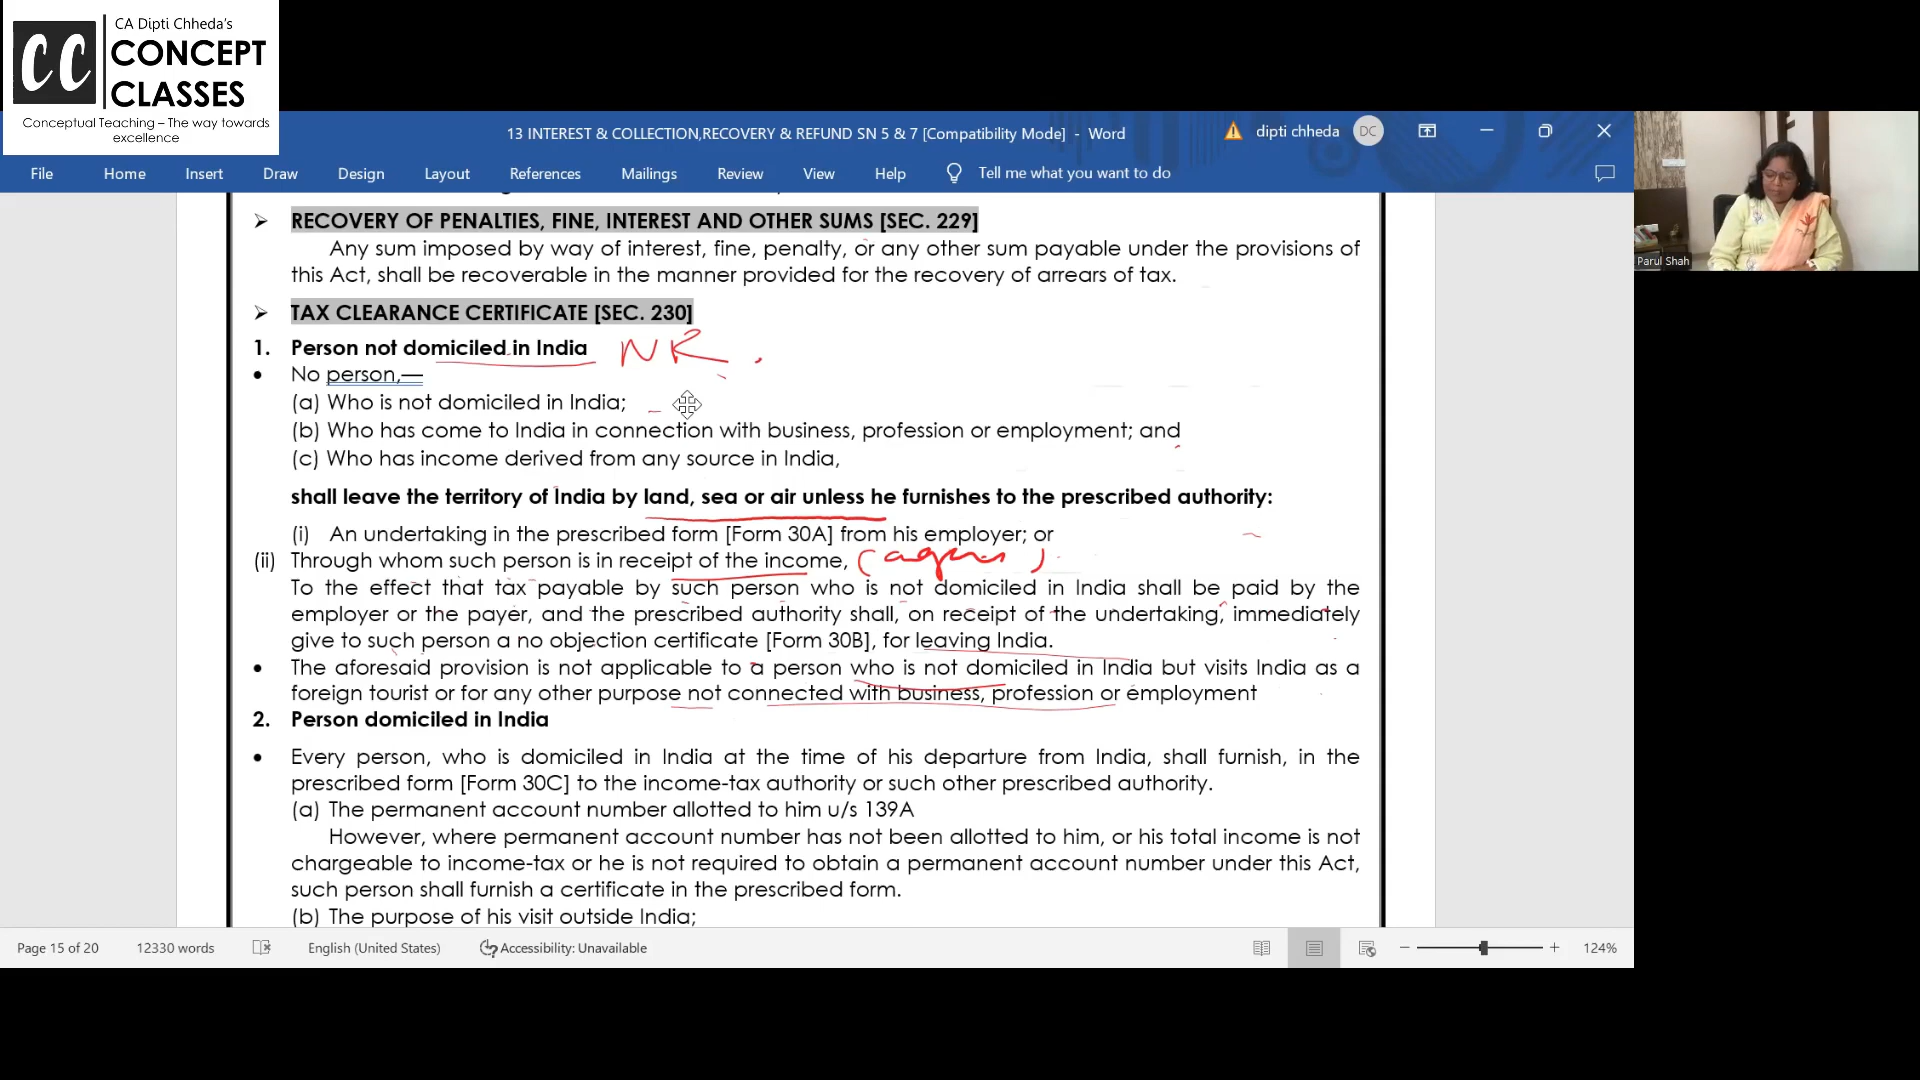 CC
CA Dipti Chheda's
CONCEPT
CLASSES
Conceptual Teaching – The way towards
excellence
13 INTEREST & COLLECTION,RECOVERY & REFUND SN 5 & 7 [Compatibility Mode] - Word
dipti chheda
DC
File Home Insert Draw Design Layout References Mailings Review View Help Tell me what you want to do
Parul Shah
➢ RECOVERY OF PENALTIES, FINE, INTEREST AND OTHER SUMS [SEC. 229]
Any sum imposed by way of interest, fine, penalty, or any other sum payable under the provisions of
this Act, shall be recoverable in the manner provided for the recovery of arrears of tax.
➢ TAX CLEARANCE CERTIFICATE [SEC. 230]
1. Person not domiciled in India NR
• No person,—
(a) Who is not domiciled in India;
(b) Who has come to India in connection with business, profession or employment; and
(c) Who has income derived from any source in India,
shall leave the territory of India by land, sea or air unless he furnishes to the prescribed authority:
(i) An undertaking in the prescribed form [Form 30A] from his employer; or
(ii) Through whom such person is in receipt of the income,
To the effect that tax payable by such person who is not domiciled in India shall be paid by the
employer or the payer, and the prescribed authority shall, on receipt of the undertaking, immediately
give to such person a no objection certificate [Form 30B], for leaving India.
• The aforesaid provision is not applicable to a person who is not domiciled in India but visits India as a
foreign tourist or for any other purpose not connected with business, profession or employment
2. Person domiciled in India
• Every person, who is domiciled in India at the time of his departure from India, shall furnish, in the
prescribed form [Form 30C] to the income-tax authority or such other prescribed authority.
(a) The permanent account number allotted to him u/s 139A
However, where permanent account number has not been allotted to him, or his total income is not
chargeable to income-tax or he is not required to obtain a permanent account number under this Act,
such person shall furnish a certificate in the prescribed form.
(b) The purpose of his visit outside India;
Page 15 of 20 12330 words English (United States) Accessibility: Unavailable 124%